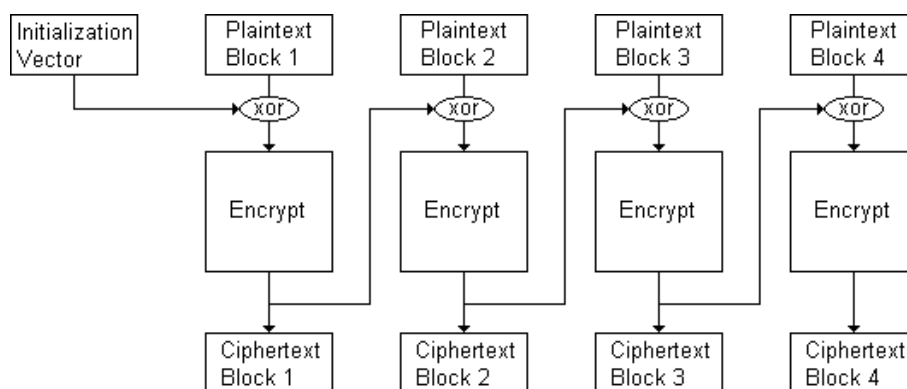 Initialization
Vector
Plaintext
Block 1
Plaintext
Block 2
Plaintext
Block 3
Plaintext
Block 4
xor
xor
xor
xor
Encrypt
Encrypt
Encrypt
Encrypt
Ciphertext
Block 1
Ciphertext
Block 2
Ciphertext
Block 3
Ciphertext
Block 4